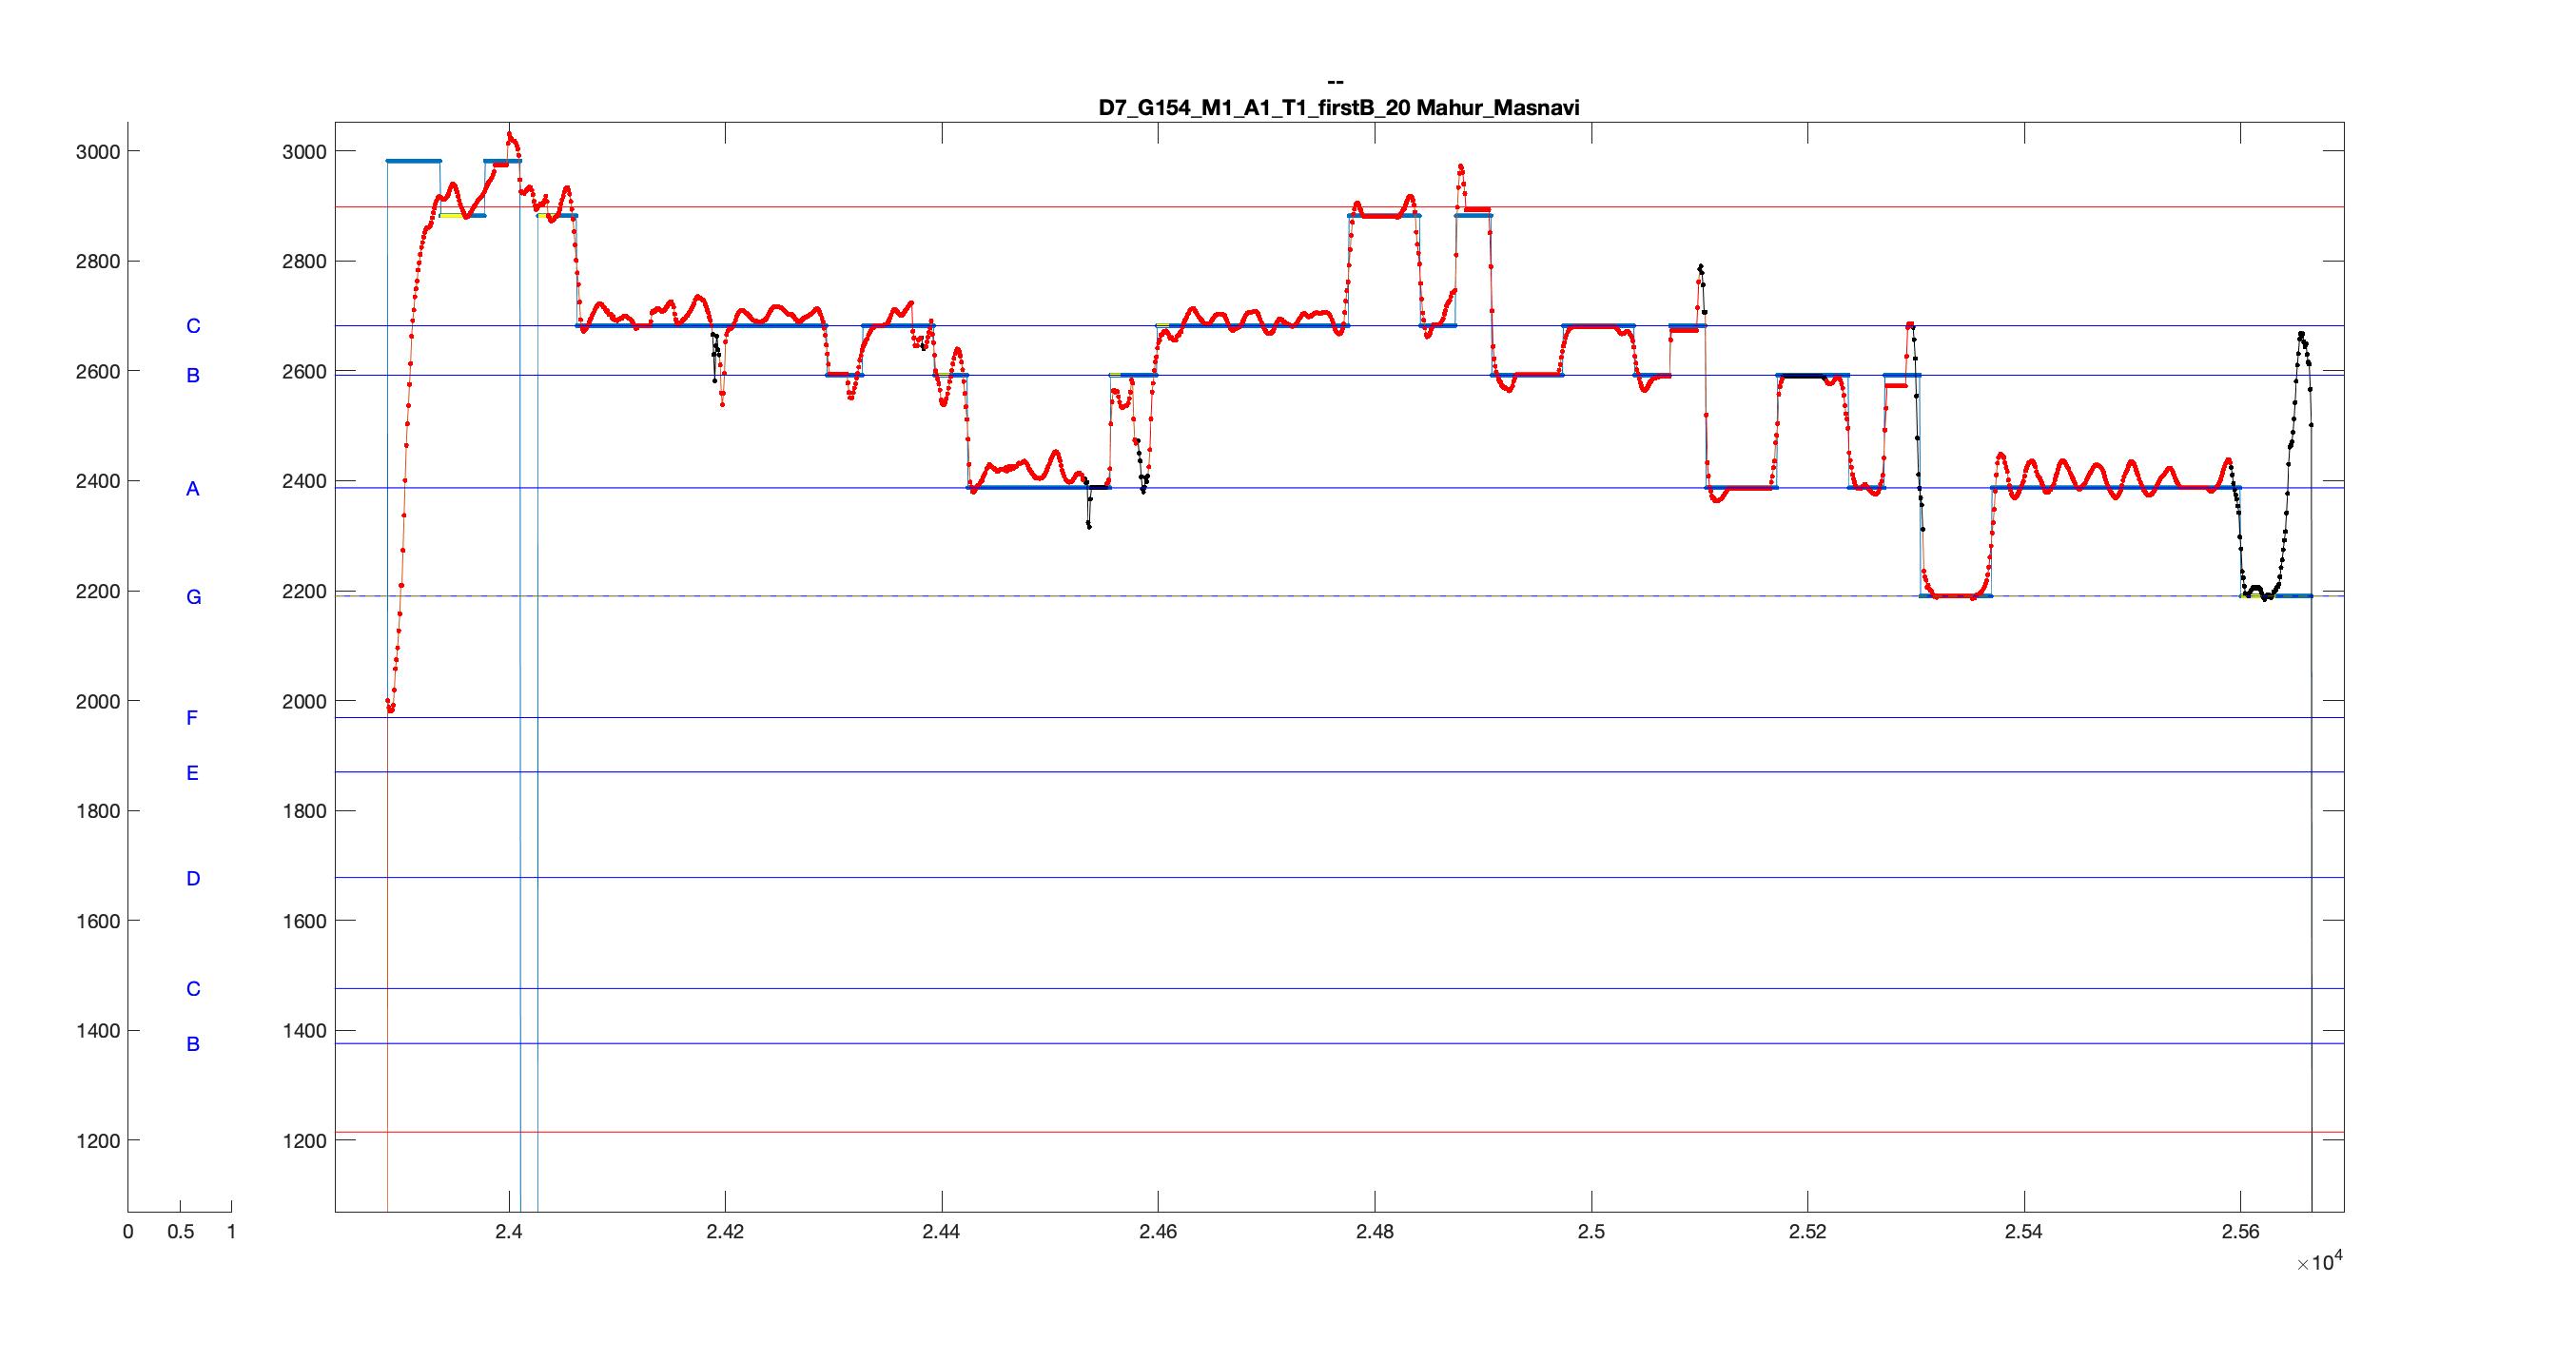 --
D7_G154_M1_A1_T1_firstB_20 Mahur_Masnavi
3000 3000
2800 2800
C
2600 B 2600
2400 A 2400
2200 G 2200
2000 F 2000
1800 E 1800
D
1600 1600
C
1400 B 1400
1200 1200
0 0.5 1 2.4 2.42 2.44 2.46 2.48 2.5 2.52 2.54 2.56
×10^4